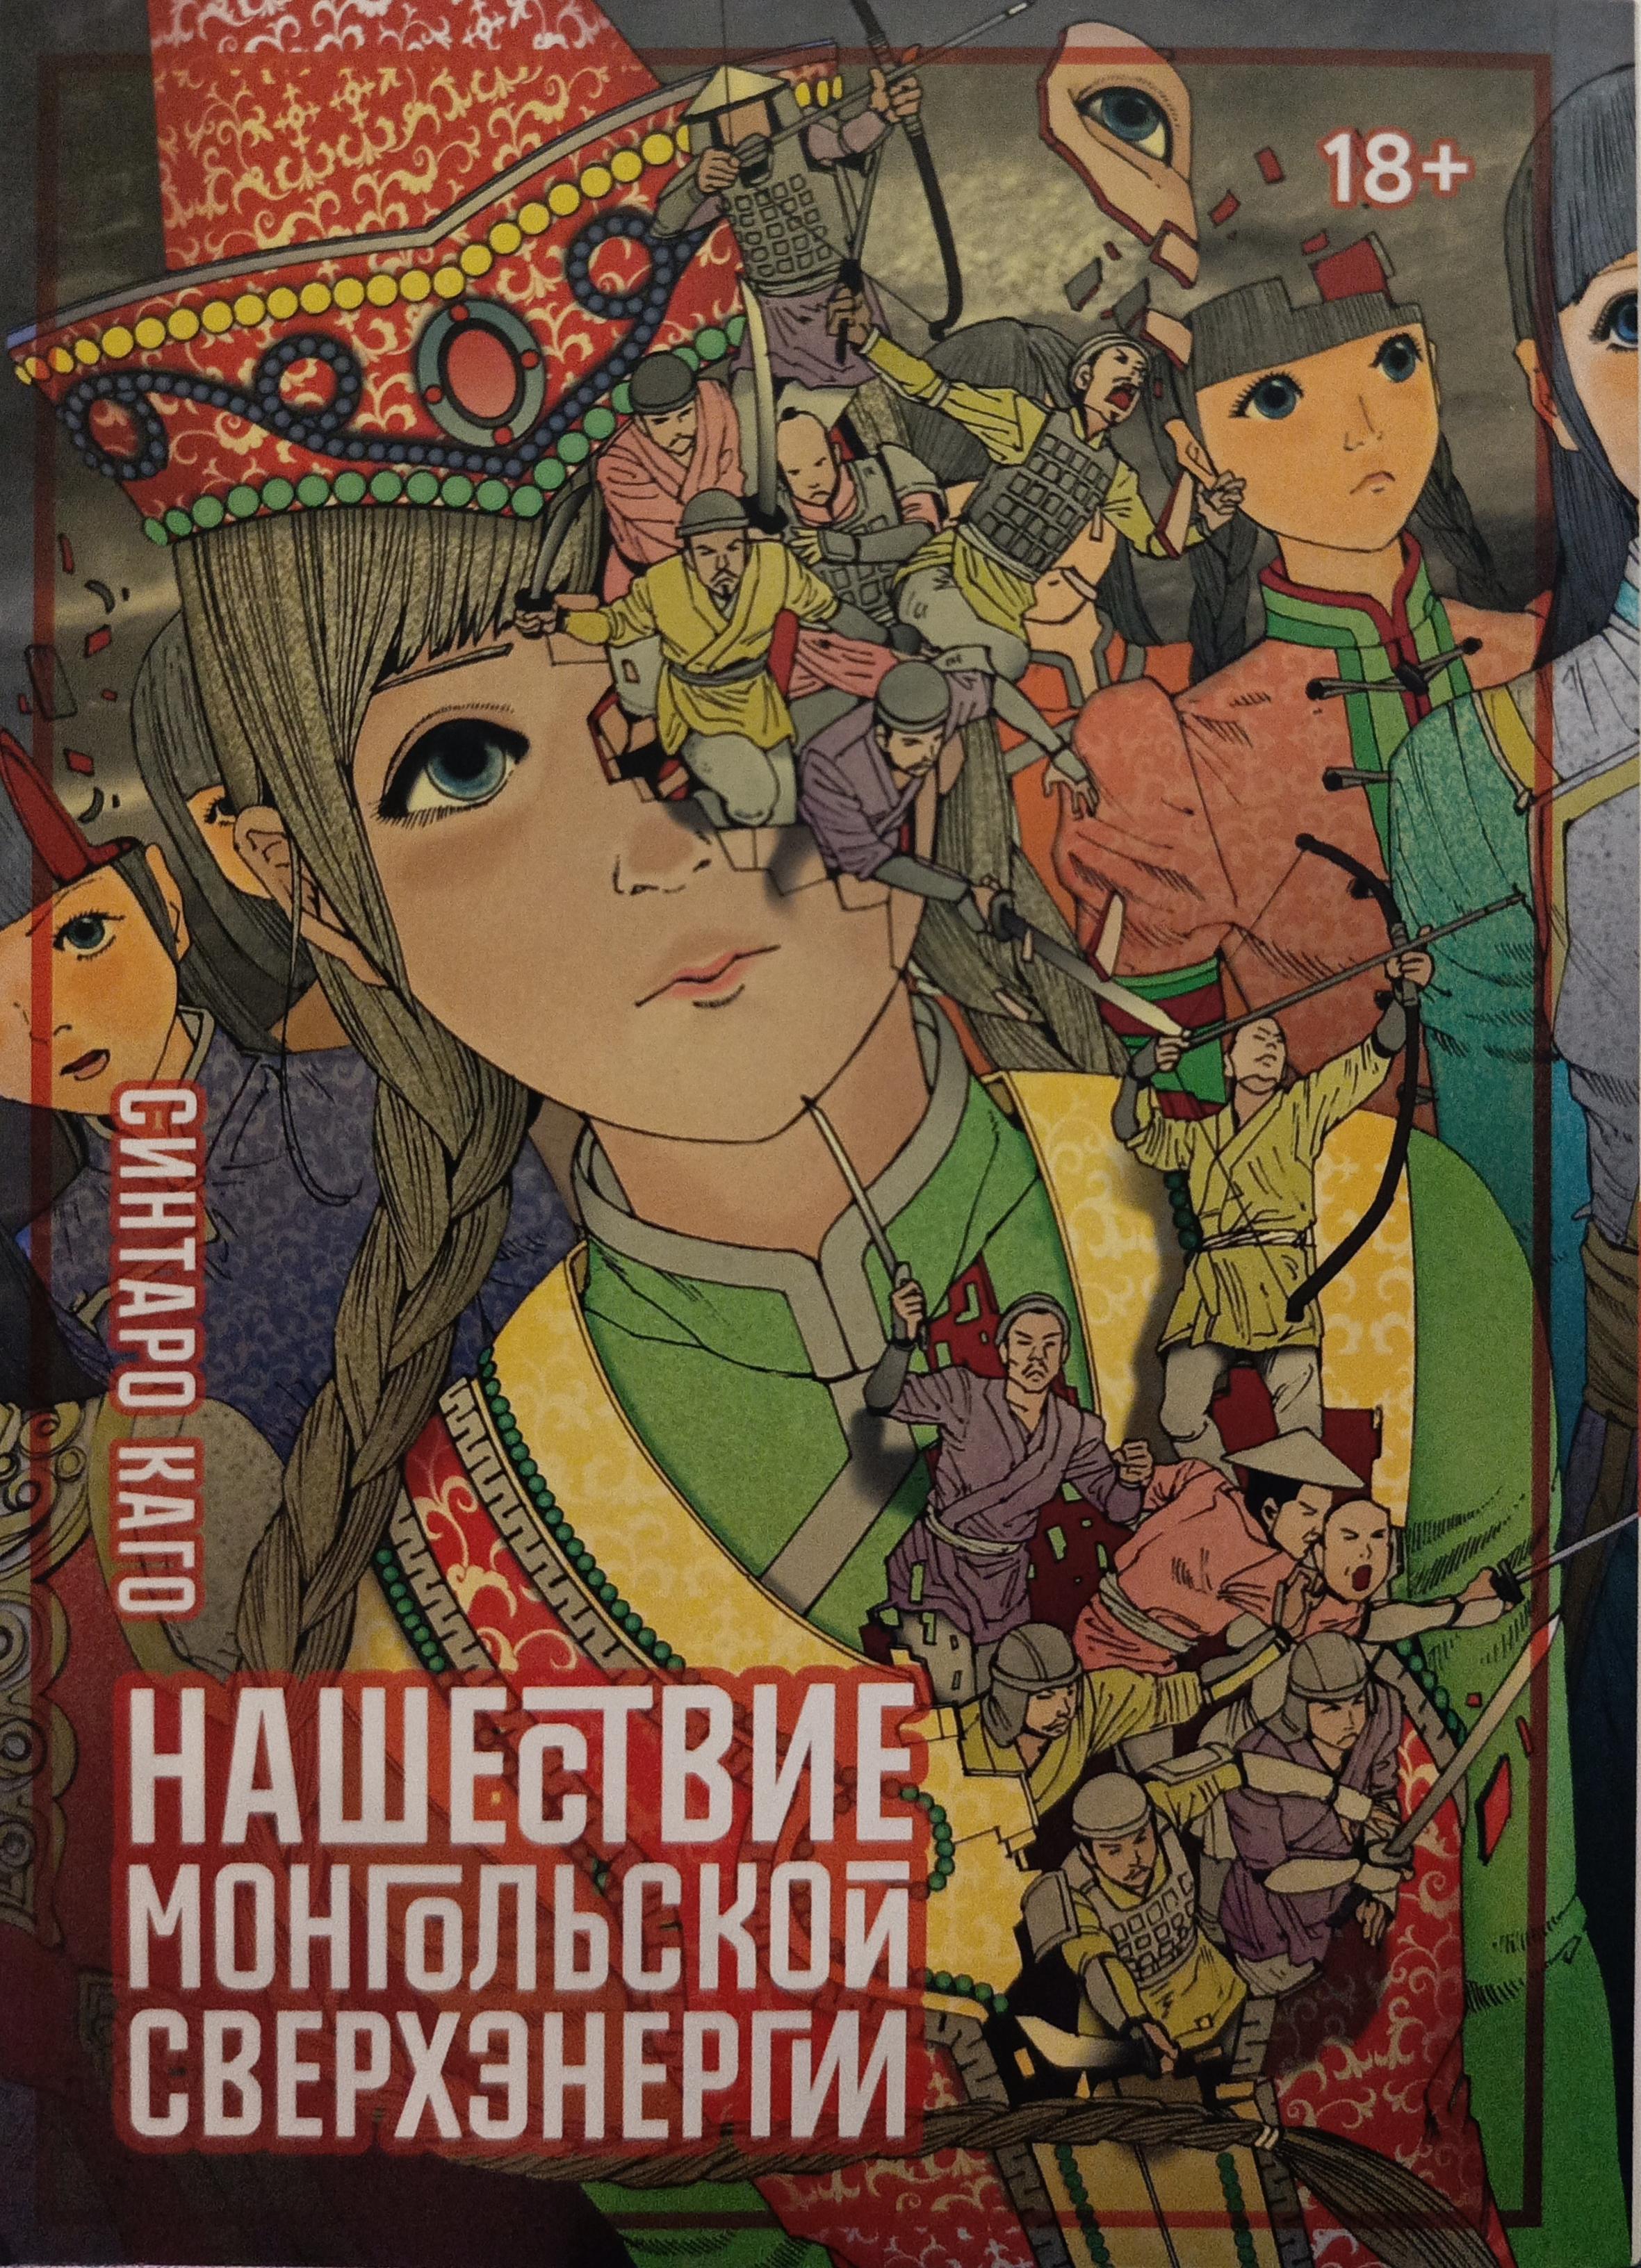 18+
СИНТАРО КАГО
НАШЕСТВИЕ
МОНГОЛЬСКОЙ
СВЕРХЭНЕРГИИ